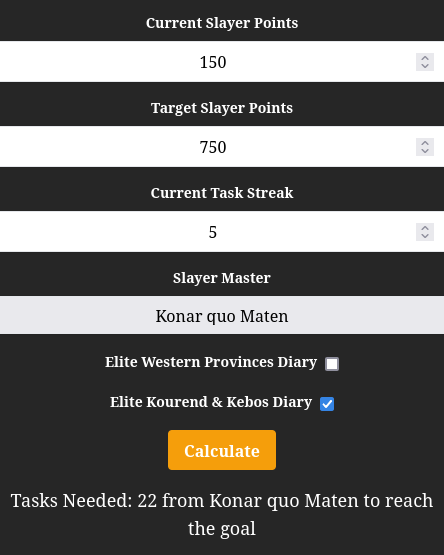 Current Slayer Points
150
Target Slayer Points
750
Current Task Streak
5
Slayer Master
Konar quo Maten
Elite Western Provinces Diary
Elite Kourend & Kebos Diary
Calculate
Tasks Needed: 22 from Konar quo Maten to reach
the goal